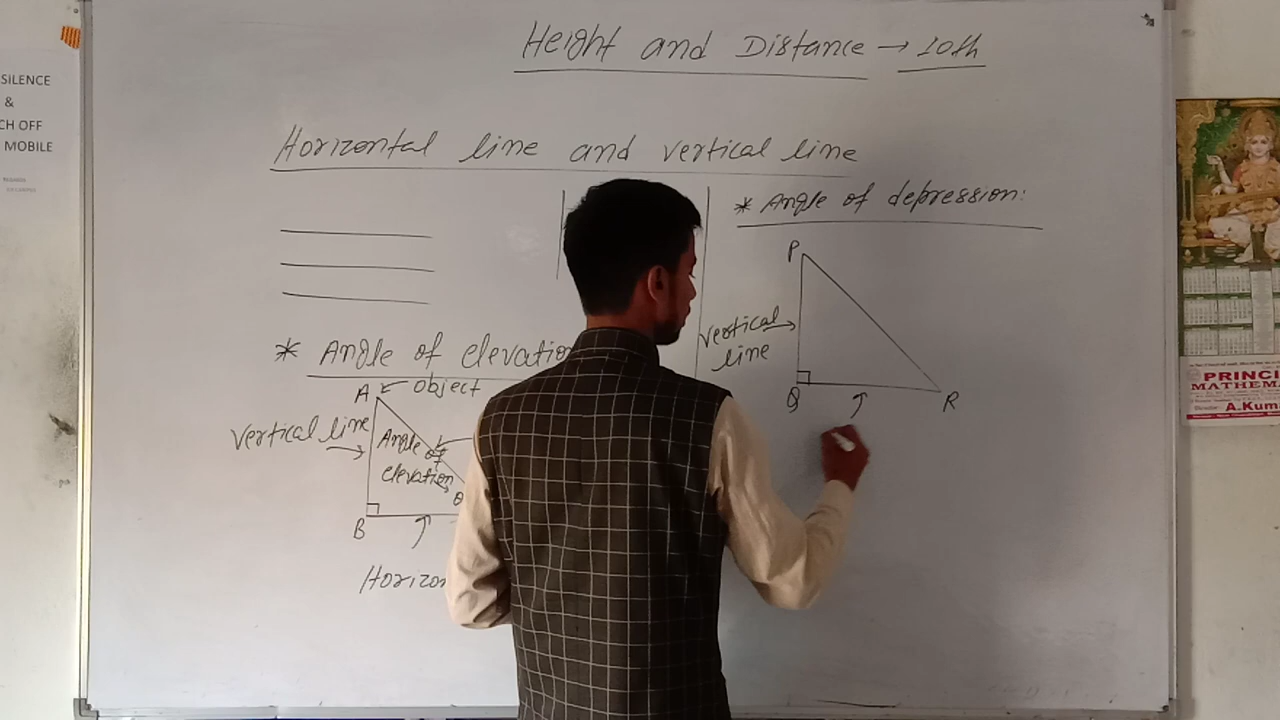 Height and Distance → 10th
SILENCE
&
CH OFF
MOBILE
Horizontal line and vertical line
* Angle of depression:
P
vertical
line
Q
R
* Angle of elevation
A
object
vertical line
Angle
of
elevation
θ
B
Horizon
PRINCI
MATHEMA
A.Kum